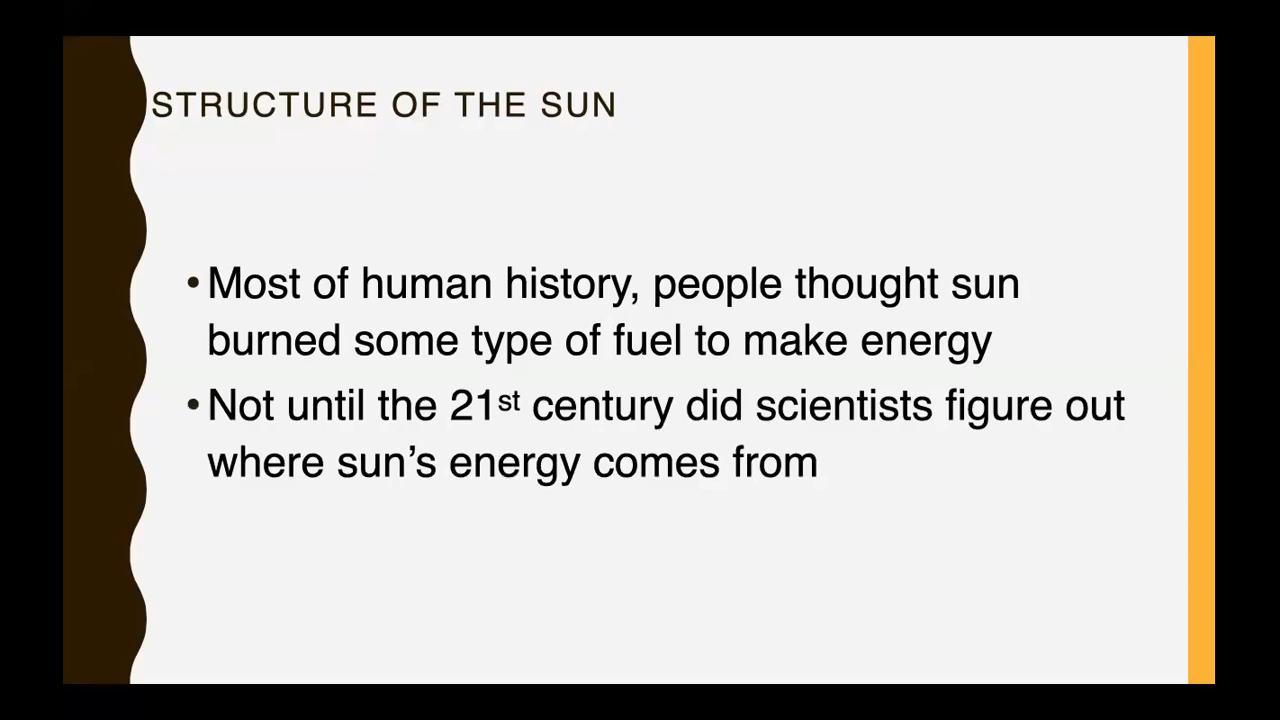 STRUCTURE OF THE SUN
•Most of human history, people thought sun
burned some type of fuel to make energy
•Not until the 21st century did scientists figure out
where sun’s energy comes from